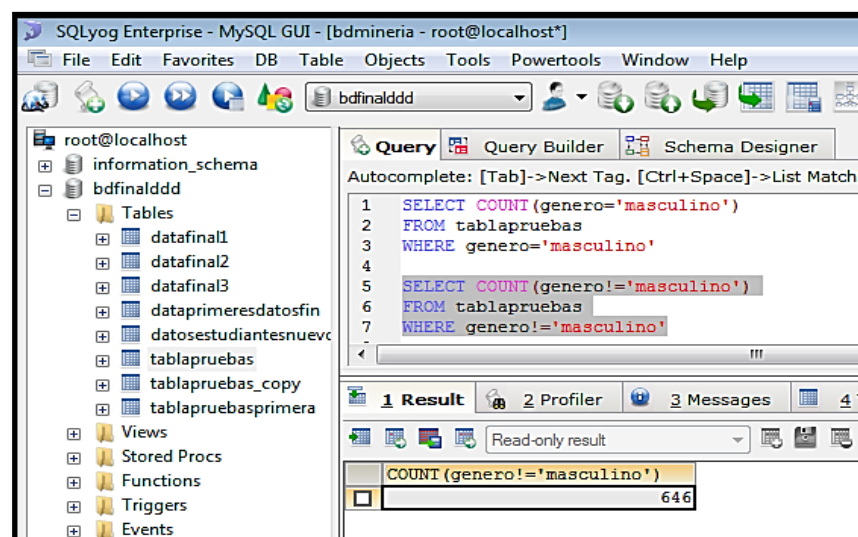 SQLyog Enterprise - MySQL GUI - [bdmineria - root@localhost*]
File Edit Favorites DB Table Objects Tools Powertools Window Help
bdfinalddd
root@localhost
information_schema
bdfinalddd
Tables
datafinal1
datafinal2
datafinal3
dataprimeresdatosfin
datosestudiantesnuevo
tablapruebas
tablapruebas_copy
tablapruebasprimera
Views
Stored Procs
Functions
Triggers
Events
Query Query Builder Schema Designer
Autocomplete: [Tab]->Next Tag. [Ctrl+Space]->List Match
1 SELECT COUNT(genero='masculino')
2 FROM tablapruebas
3 WHERE genero='masculino'
4
5 SELECT COUNT(genero!='masculino')
6 FROM tablapruebas
7 WHERE genero!='masculino'
1 Result 2 Profiler 3 Messages 4
Read-only result
COUNT(genero!='masculino')
646